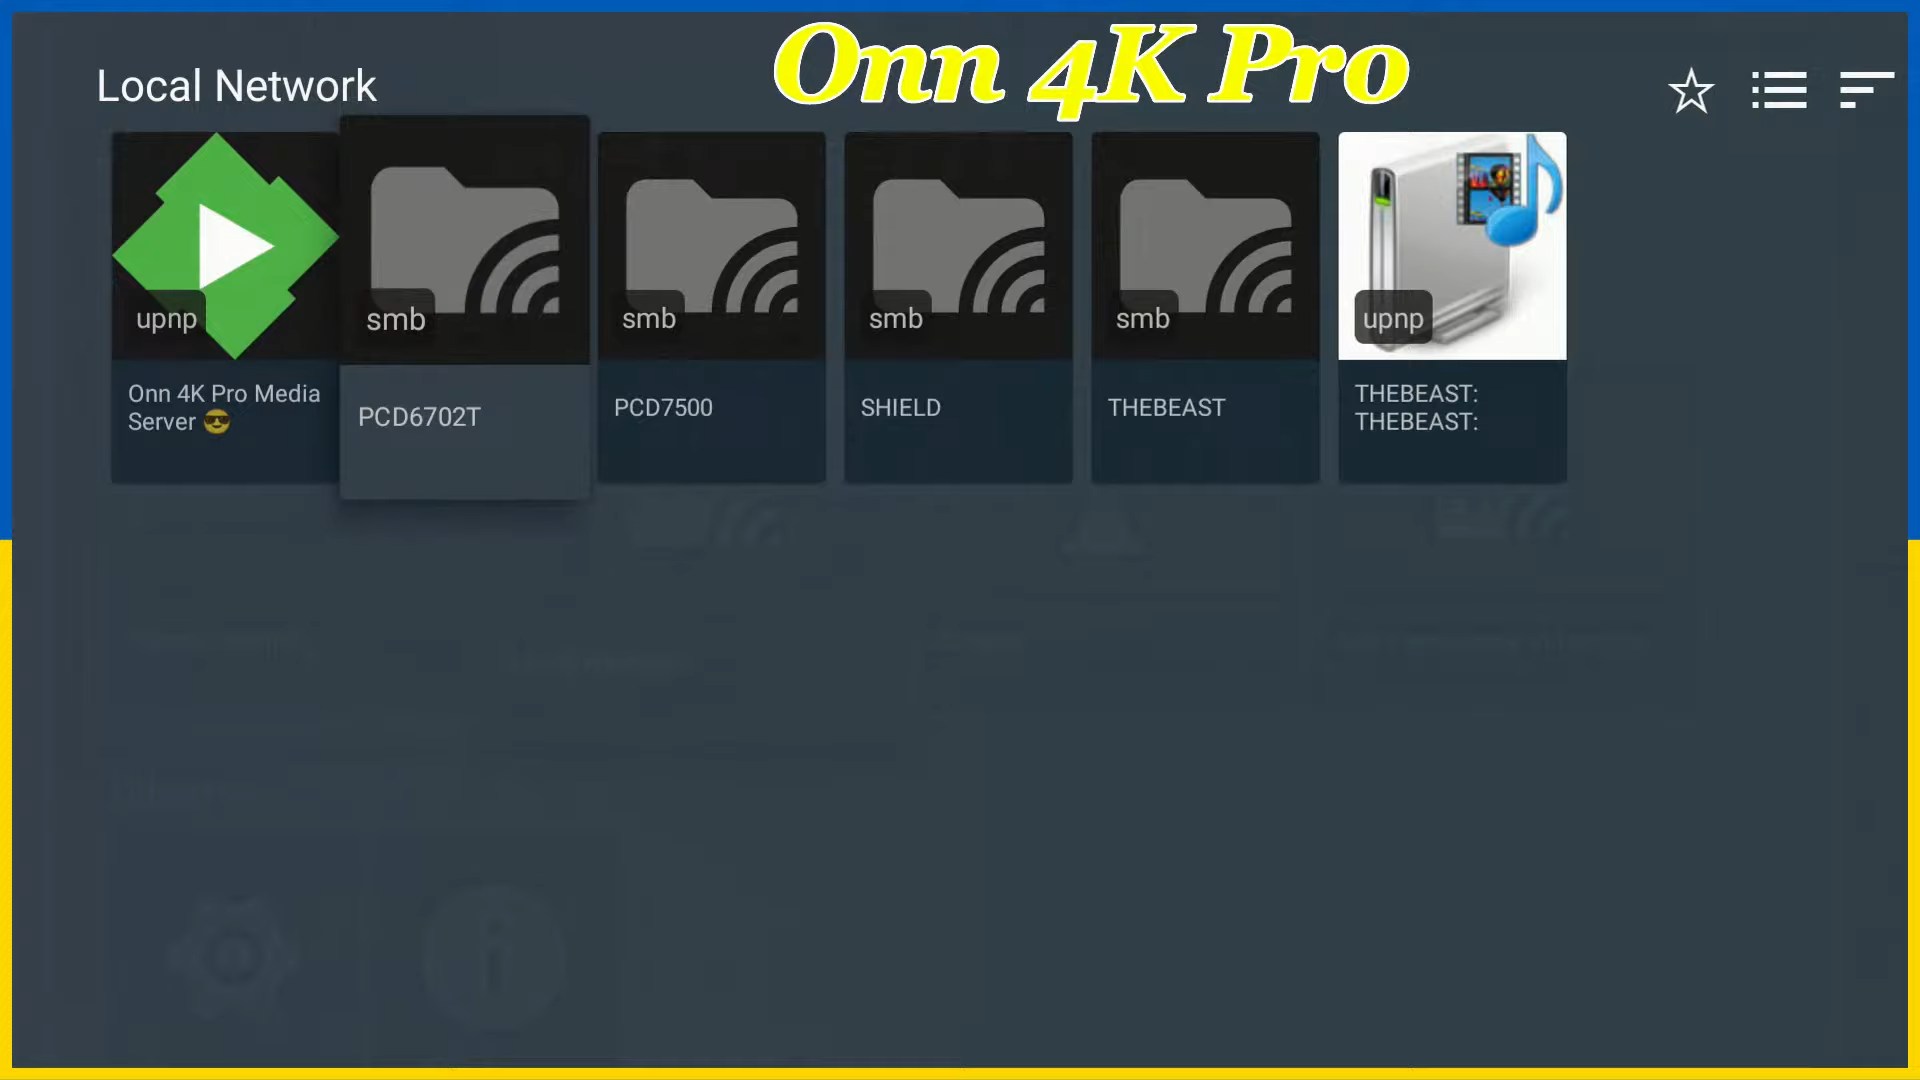 Onn 4K Pro
Local Network
upnp
smb
smb
smb
smb
upnp
Onn 4K Pro Media
Server 😎
PCD6702T
PCD7500
SHIELD
THEBEAST
THEBEAST:
THEBEAST: